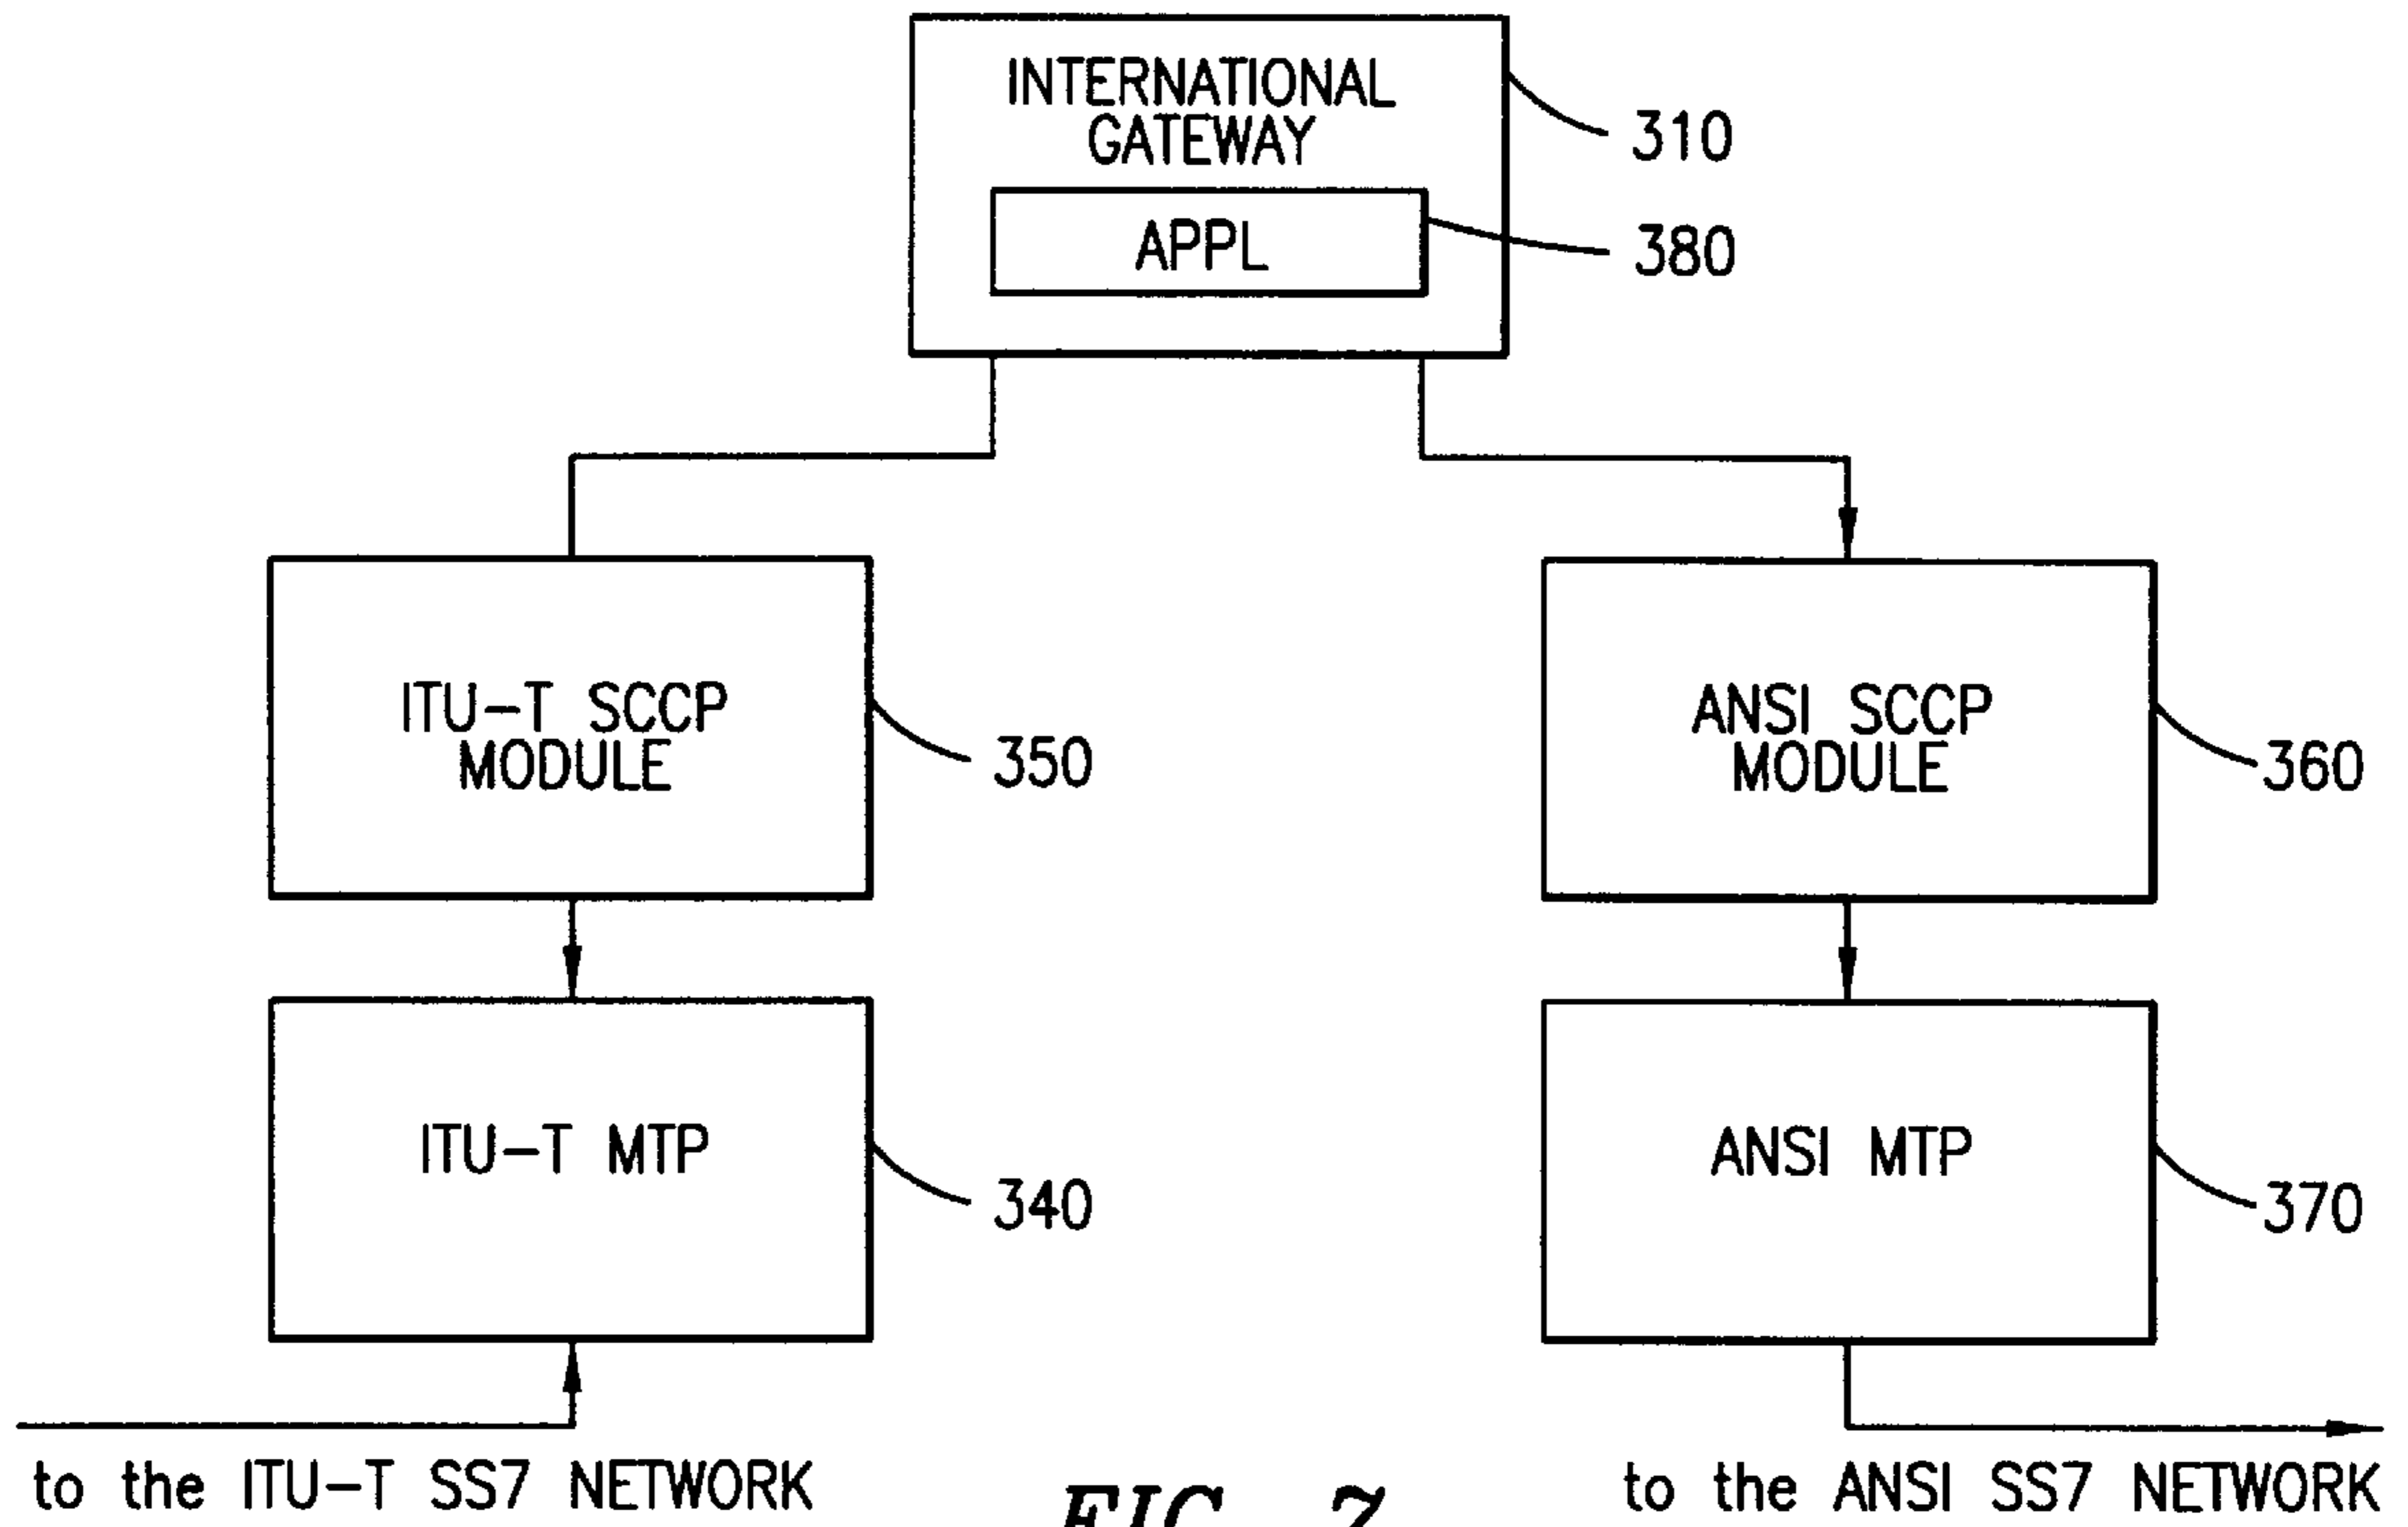 INTERNATIONAL
GATEWAY
310
APPL
380
ITU-T SCCP
MODULE
350
ANSI SCCP
MODULE
360
ITU-T MTP
340
ANSI MTP
370
to the ITU-T SS7 NETWORK
to the ANSI SS7 NETWORK
FIG.